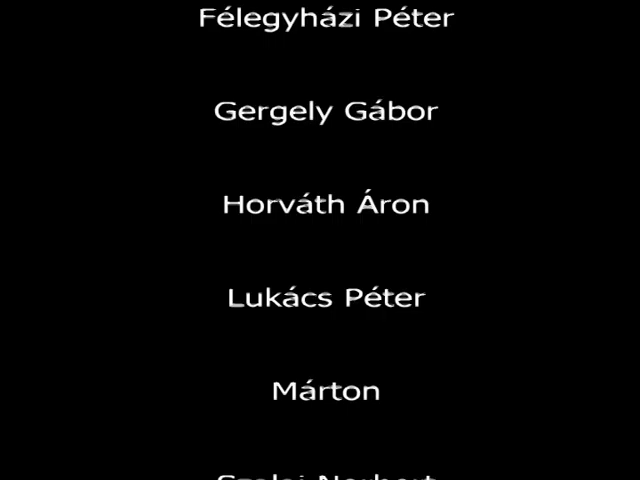 Félegyházi Péter
Gergely Gábor
Horváth Áron
Lukács Péter
Márton